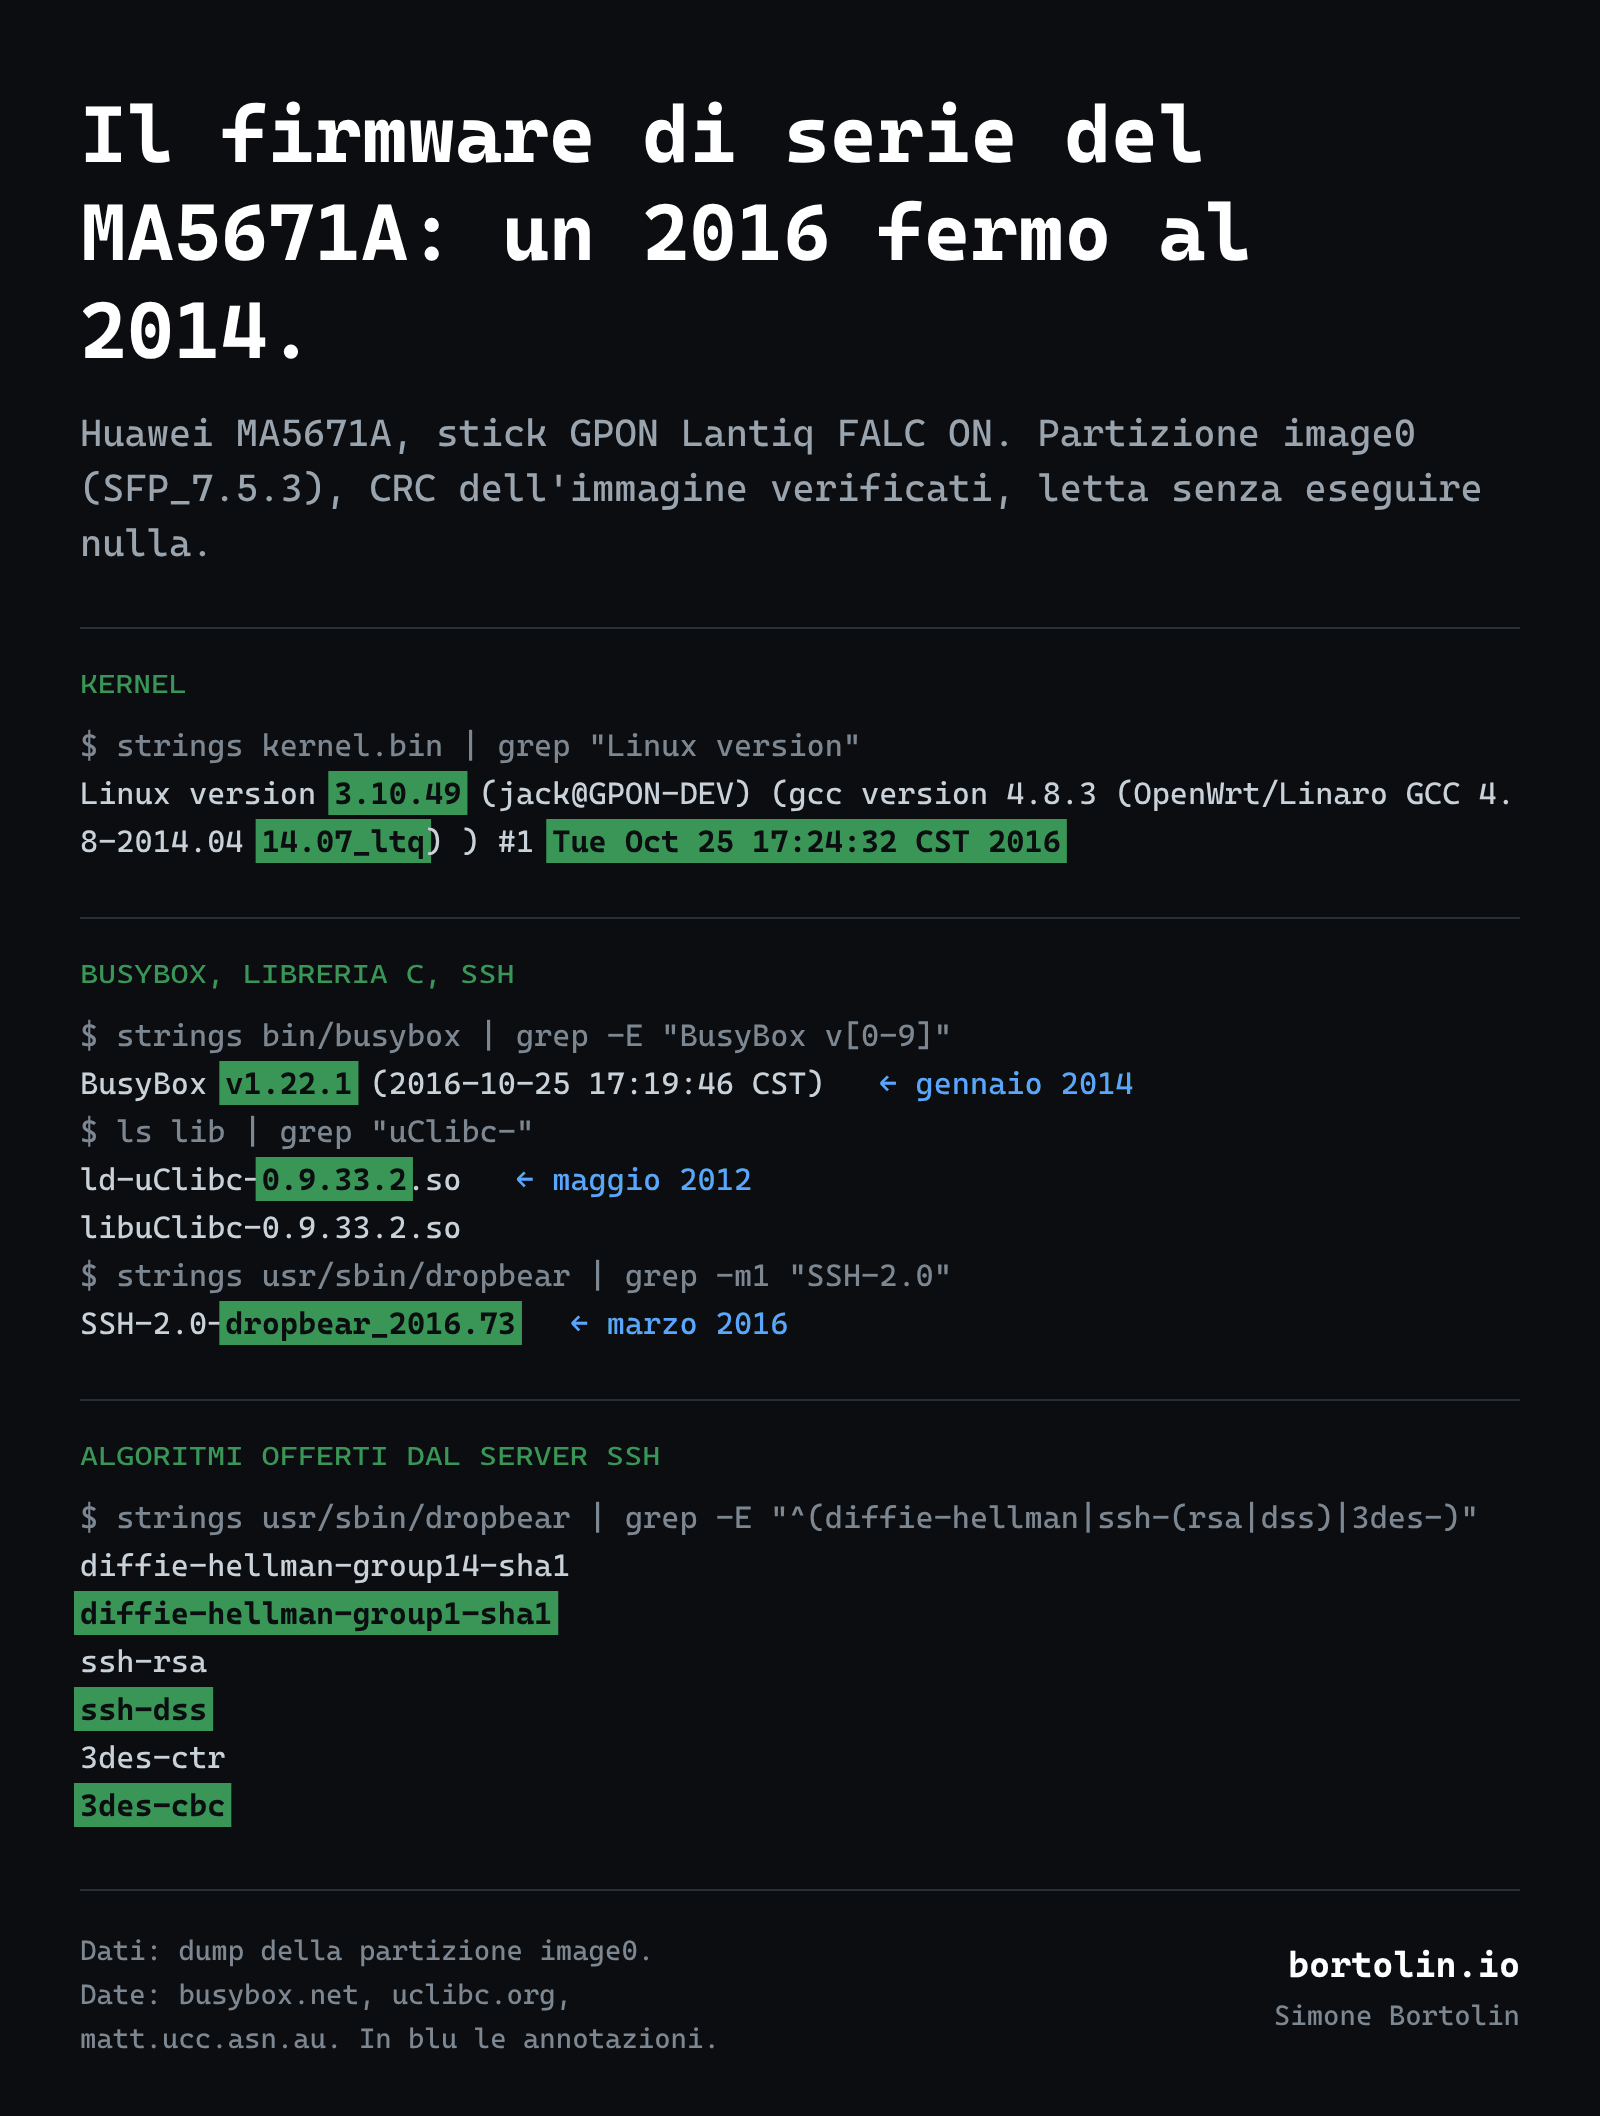 Il firmware di serie del
MA5671A: un 2016 fermo al
2014.
Huawei MA5671A, stick GPON Lantiq FALC ON. Partizione image0
(SFP_7.5.3), CRC dell'immagine verificati, letta senza eseguire
nulla.
KERNEL
$ strings kernel.bin | grep "Linux version"
Linux version 3.10.49 (jack@GPON-DEV) (gcc version 4.8.3 (OpenWrt/Linaro GCC 4.
8-2014.04 14.07_ltq) ) #1 Tue Oct 25 17:24:32 CST 2016
BUSYBOX, LIBRERIA C, SSH
$ strings bin/busybox | grep -E "BusyBox v[0-9]"
BusyBox v1.22.1 (2016-10-25 17:19:46 CST) ← gennaio 2014
$ ls lib | grep "uClibc-"
ld-uClibc-0.9.33.2.so ← maggio 2012
libuClibc-0.9.33.2.so
$ strings usr/sbin/dropbear | grep -m1 "SSH-2.0"
SSH-2.0-dropbear_2016.73 ← marzo 2016
ALGORITMI OFFERTI DAL SERVER SSH
$ strings usr/sbin/dropbear | grep -E "^(diffie-hellman|ssh-(rsa|dss)|3des-)"
diffie-hellman-group14-sha1
diffie-hellman-group1-sha1
ssh-rsa
ssh-dss
3des-ctr
3des-cbc
Dati: dump della partizione image0.
Date: busybox.net, uclibc.org,
matt.ucc.asn.au. In blu le annotazioni.
bortolin.io
Simone Bortolin